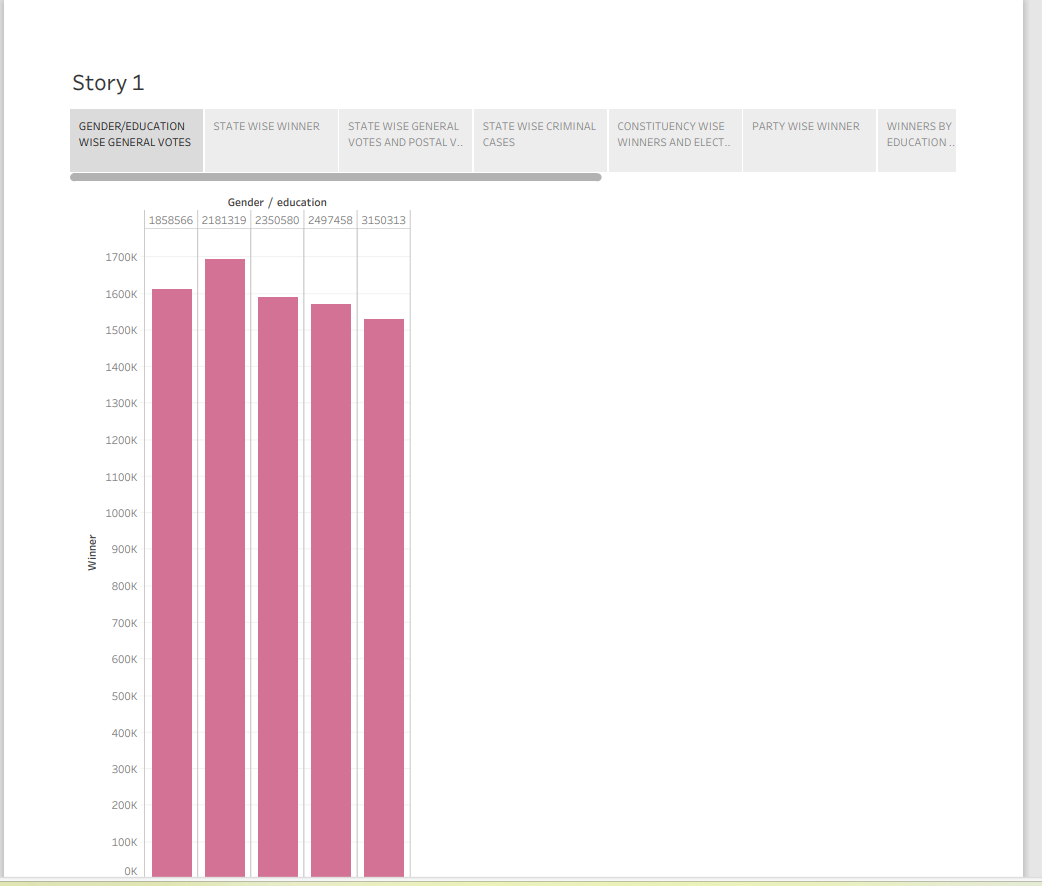 Story 1
GENDER/EDUCATION
WISE GENERAL VOTES
STATE WISE WINNER
STATE WISE GENERAL
VOTES AND POSTAL V..
STATE WISE CRIMINAL
CASES
CONSTITUENCY WISE
WINNERS AND ELECT..
PARTY WISE WINNER
WINNERS BY
EDUCATION ..
Gender / education
1858566 2181319 2350580 2497458 3150313
1700K
1600K
1500K
1400K
1300K
1200K
1100K
1000K
Winner
900K
800K
700K
600K
500K
400K
300K
200K
100K
0K